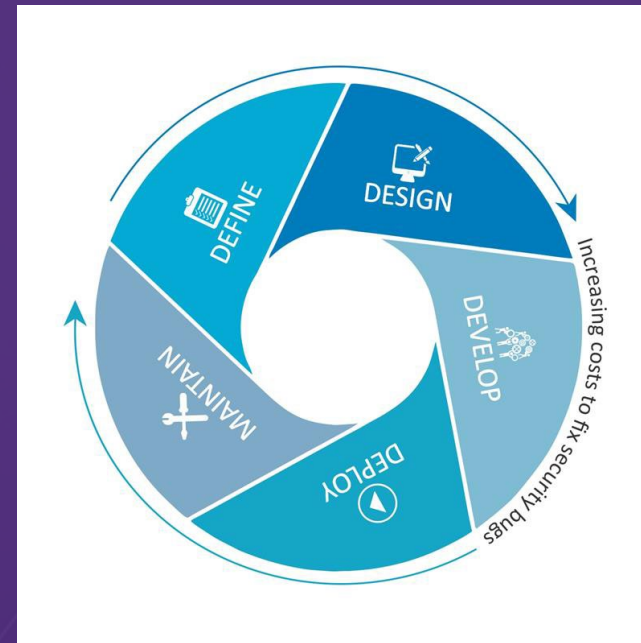 DEFINE
DESIGN
DEVELOP
DEPLOY
MAINTAIN
Increasing costs to fix security bugs